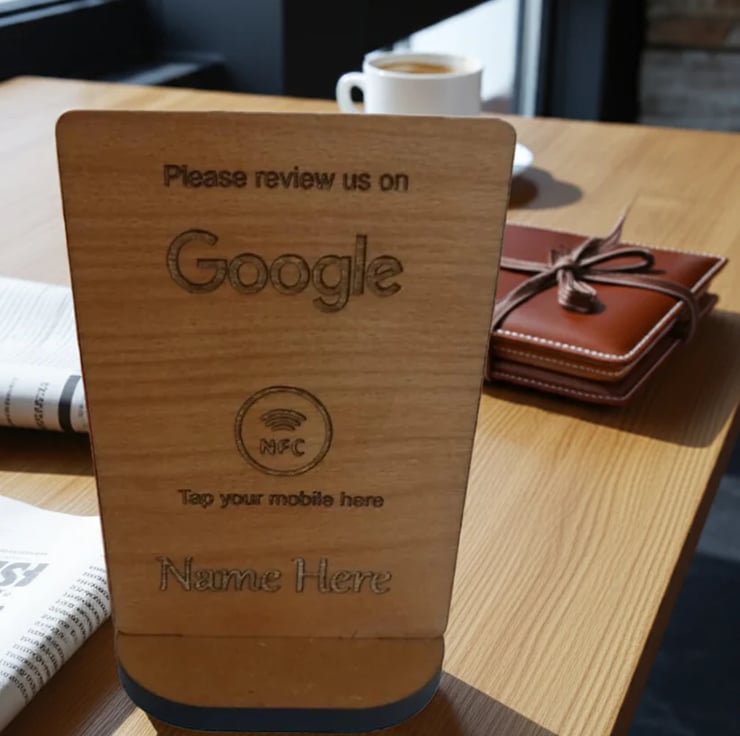 Please review us on
Google
NFC
Tap your mobile here
Name Here